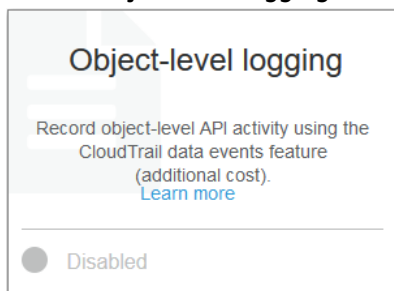 Object-level logging
Record object-level API activity using the
CloudTrail data events feature
(additional cost).
Learn more
Disabled